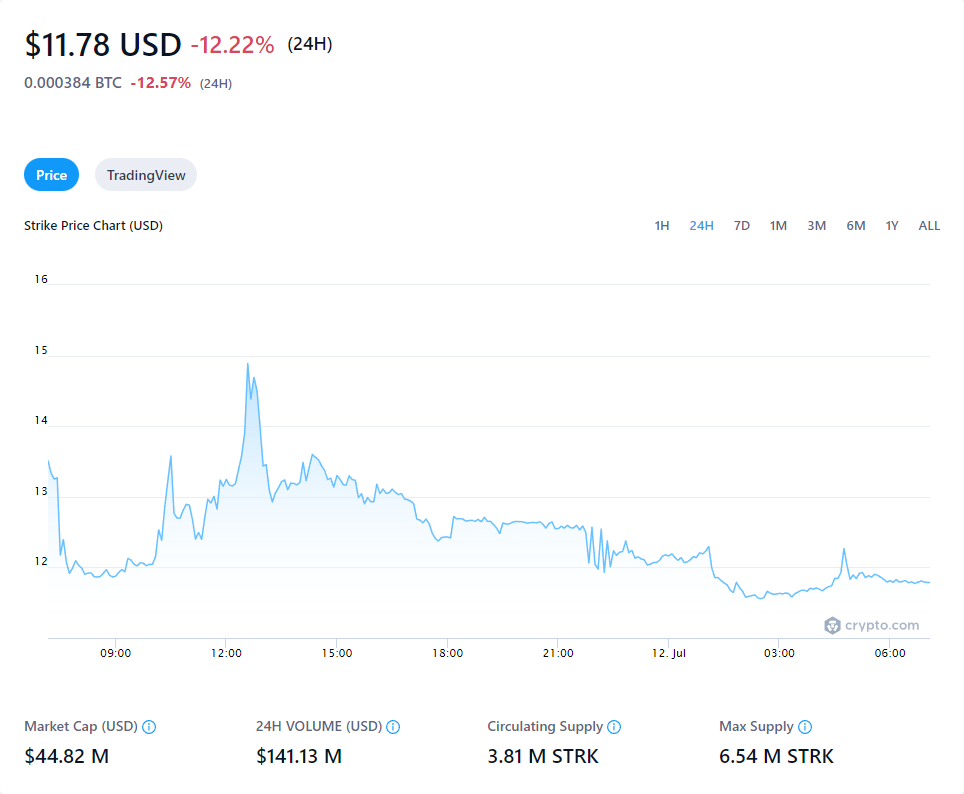 $11.78 USD -12.22% (24H)
0.000384 BTC -12.57% (24H)
Price TradingView
Strike Price Chart (USD) 1H 24H 7D 1M 3M 6M 1Y ALL
16
15
14
13
12
crypto.com
09:00 12:00 15:00 18:00 21:00 12. Jul 03:00 06:00
Market Cap (USD) 24H VOLUME (USD) Circulating Supply Max Supply
$44.82 M $141.13 M 3.81 M STRK 6.54 M STRK